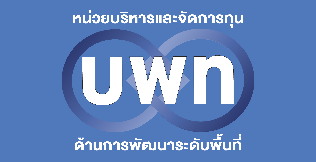 หน่วยบริหารและจัดการทุน
บพท
ด้านการพัฒนาระดับพื้นที่